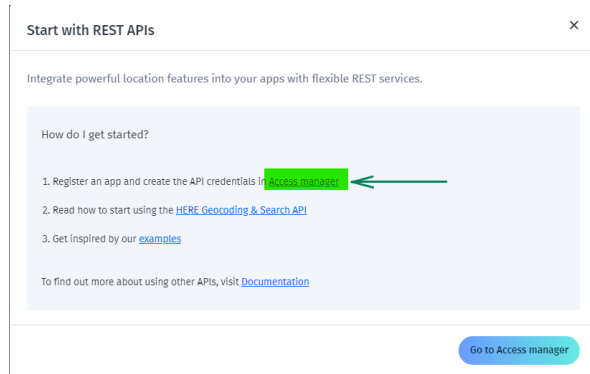 Start with REST APIs
Integrate powerful location features into your apps with flexible REST services.
How do I get started?
1. Register an app and create the API credentials in Access manager
2. Read how to start using the HERE Geocoding & Search API
3. Get inspired by our examples
To find out more about using other APIs, visit Documentation
Go to Access manager